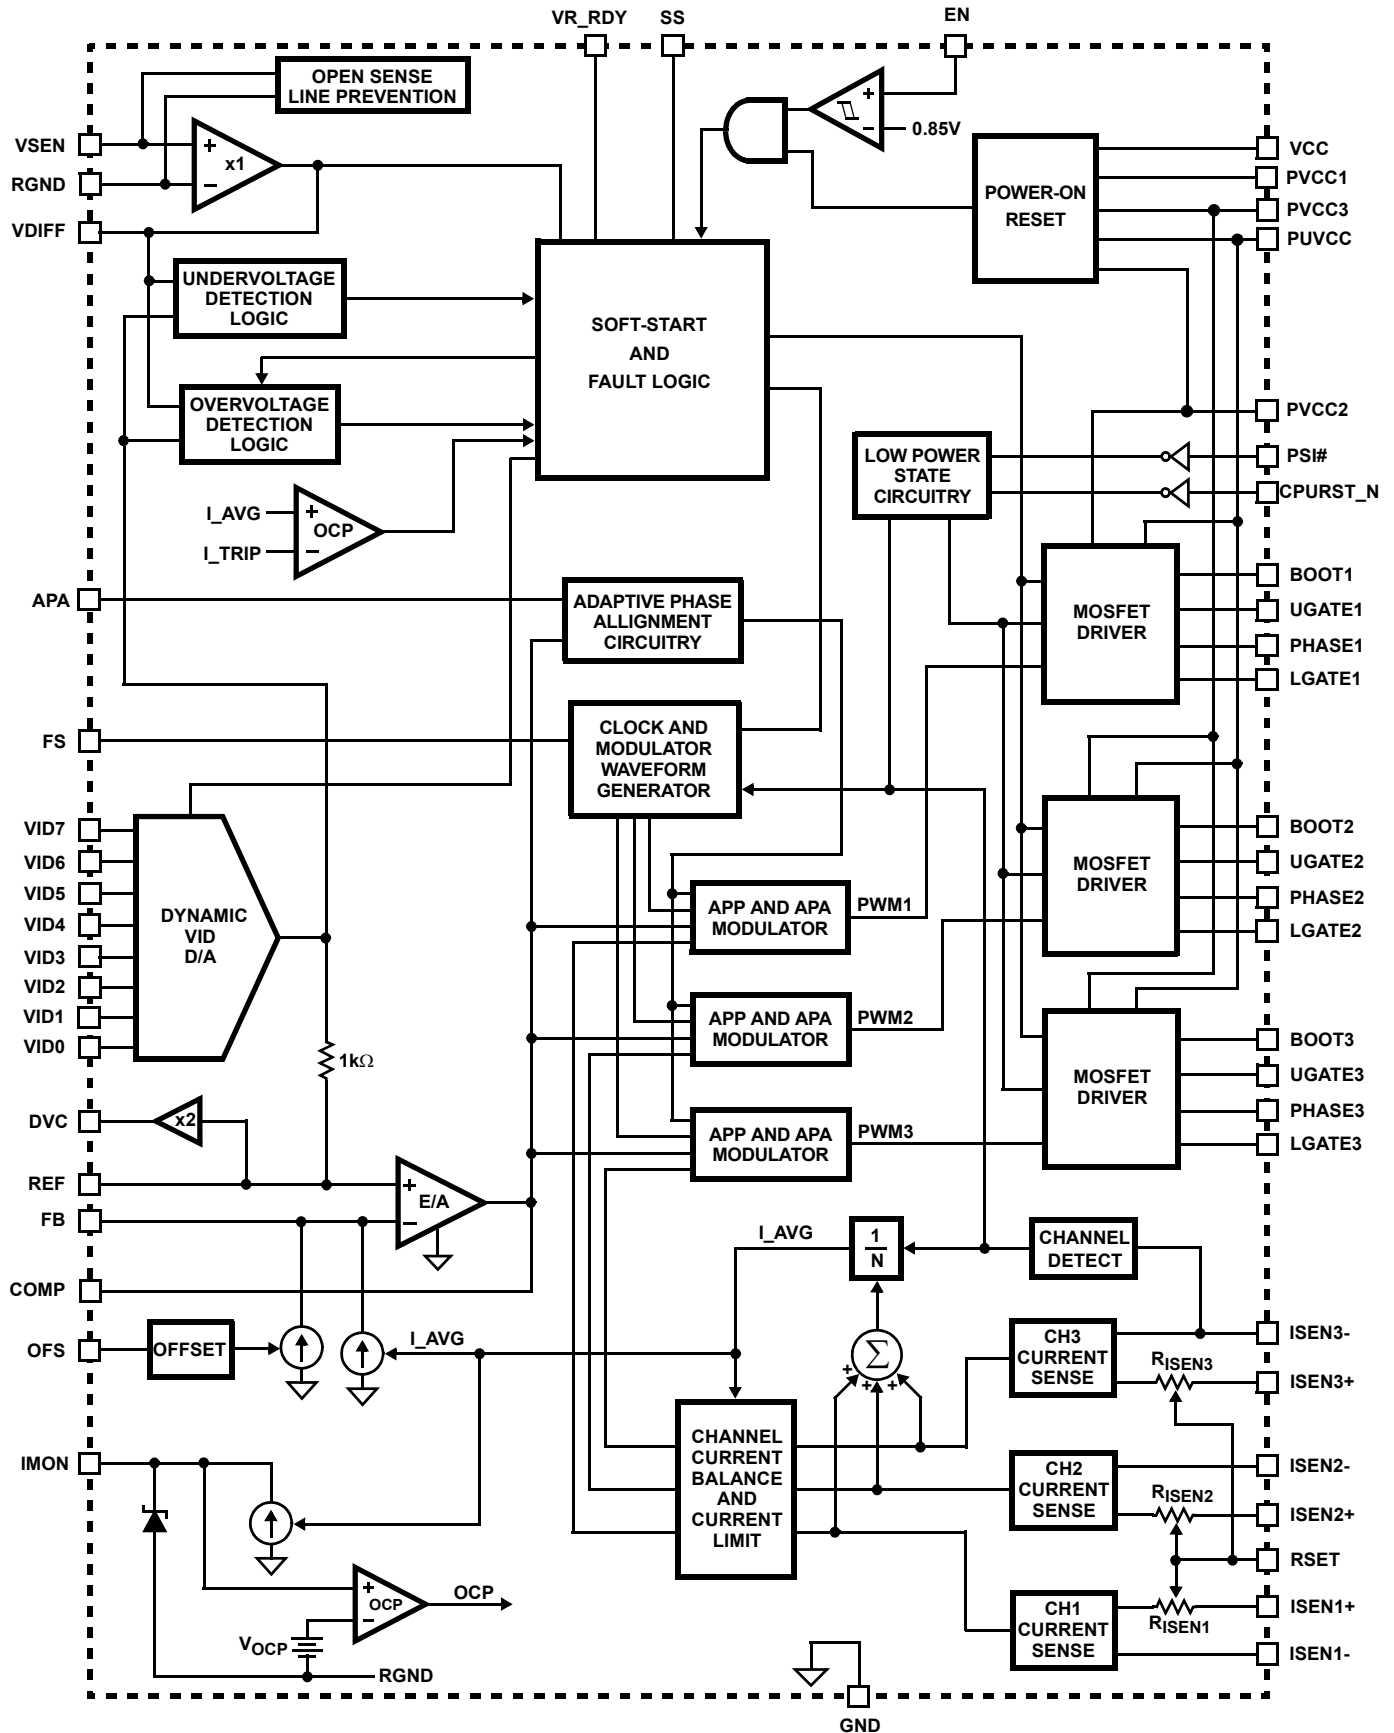 VR_RDY
SS
EN
OPEN SENSE
LINE PREVENTION
VSEN
RGND
VDIFF
+
−
x1
+
−
0.85V
POWER-ON
RESET
VCC
PVCC1
PVCC3
PUVCC
UNDERVOLTAGE
DETECTION
LOGIC
SOFT-START
AND
FAULT LOGIC
OVERVOLTAGE
DETECTION
LOGIC
PVCC2
PSI#
CPURST_N
LOW POWER
STATE
CIRCUITRY
I_AVG
I_TRIP
+
−
OCP
APA
ADAPTIVE PHASE
ALLIGNMENT
CIRCUITRY
MOSFET
DRIVER
BOOT1
UGATE1
PHASE1
LGATE1
FS
CLOCK AND
MODULATOR
WAVEFORM
GENERATOR
VID7
VID6
VID5
VID4
VID3
VID2
VID1
VID0
DYNAMIC
VID
D/A
MOSFET
DRIVER
BOOT2
UGATE2
PHASE2
LGATE2
APP AND APA
MODULATOR
PWM1
APP AND APA
MODULATOR
PWM2
APP AND APA
MODULATOR
PWM3
MOSFET
DRIVER
BOOT3
UGATE3
PHASE3
LGATE3
1kΩ
DVC
x2
REF
FB
+
−
E/A
COMP
I_AVG
1
N
CHANNEL
DETECT
OFS
OFFSET
I_AVG
Σ
+
+
+
CH3
CURRENT
SENSE
RISEN3
ISEN3-
ISEN3+
IMON
CHANNEL
CURRENT
BALANCE
AND
CURRENT
LIMIT
CH2
CURRENT
SENSE
RISEN2
ISEN2-
ISEN2+
RSET
+
−
OCP
OCP
VOCP
RGND
CH1
CURRENT
SENSE
RISEN1
ISEN1+
ISEN1-
GND